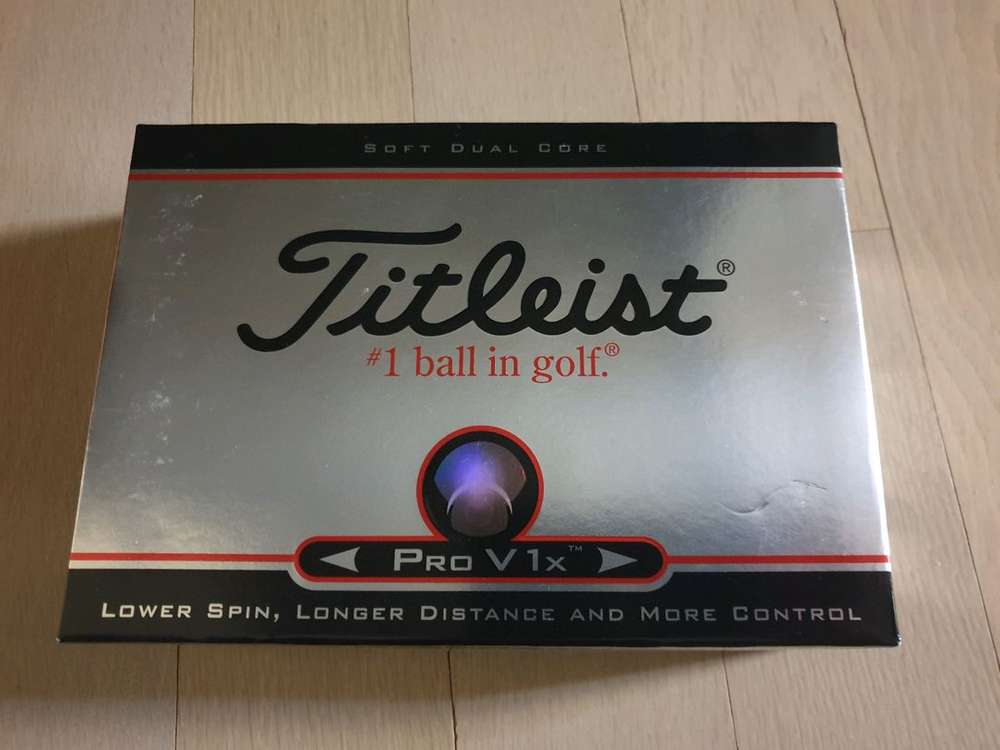 SOFT DUAL CORE
Titleist®
#1 ball in golf.®
PRO V1x™
LOWER SPIN, LONGER DISTANCE AND MORE CONTROL